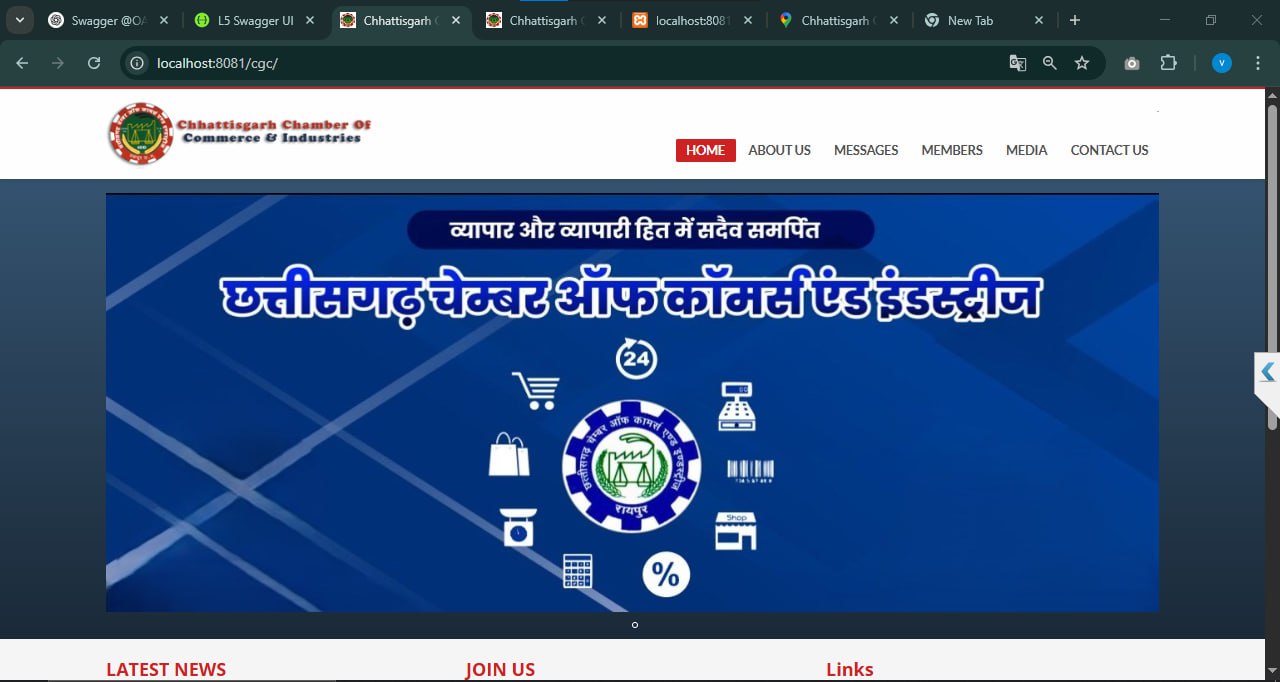 Swagger @OA
L5 Swagger UI
Chhattisgarh C
Chhattisgarh C
localhost:8081
Chhattisgarh C
New Tab
localhost:8081/cgc/
V
Chhattisgarh Chamber Of
Commerce & Industries
HOME
ABOUT US
MESSAGES
MEMBERS
MEDIA
CONTACT US
व्यापार और व्यापारी हित में सदैव समर्पित
छत्तीसगढ़ चेम्बर ऑफ कॉमर्स एंड इंडस्ट्रीज
24
छत्तीसगढ़ चेम्बर ऑफ कामर्स एण्ड इण्डस्ट्रीज
रायपुर
Shop
%
LATEST NEWS
JOIN US
Links